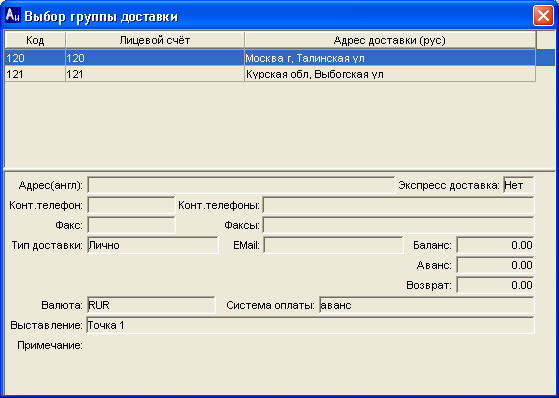 Аи Выбор группы доставки
Код Лицевой счёт Адрес доставки (рус)
120 120 Москва г, Талинская ул
121 121 Курская обл, Выборгская ул
Адрес(англ): Экспресс доставка: Нет
Конт.телефон: Конт.телефоны:
Факс: Факсы:
Тип доставки: Лично EMail: Баланс: 0.00
Аванс: 0.00
Возврат: 0.00
Валюта: RUR Система оплаты: аванс
Выставление: Точка 1
Примечание: